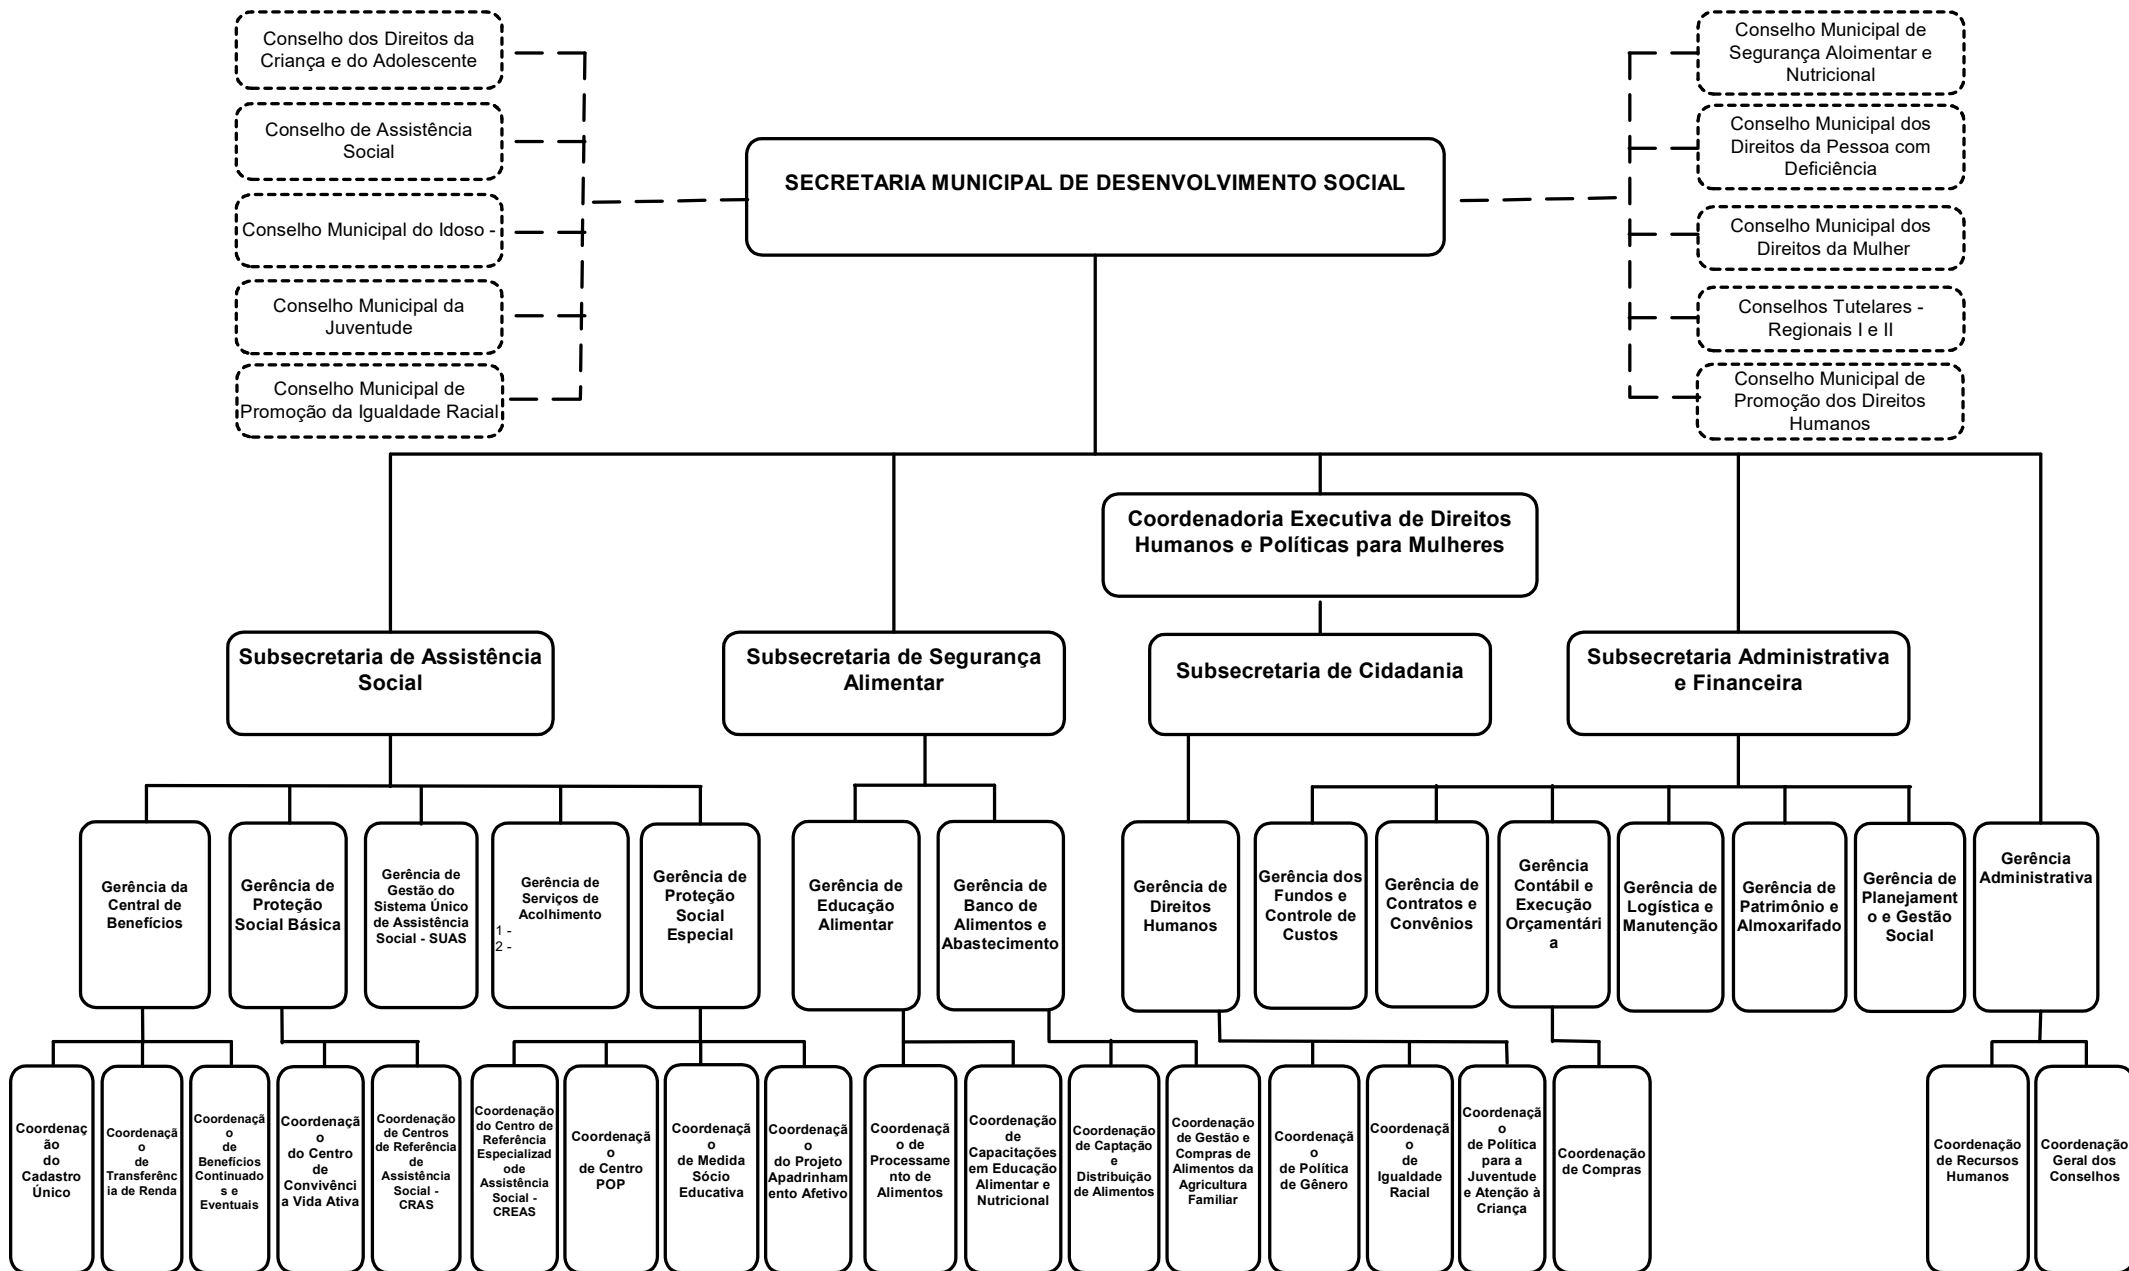 Conselho dos Direitos da
Criança e do Adolescente
Conselho de Assistência
Social
Conselho Municipal do Idoso -
Conselho Municipal da
Juventude
Conselho Municipal de
Promoção da Igualdade Racial
Conselho Municipal de
Segurança Aloimentar e
Nutricional
Conselho Municipal dos
Direitos da Pessoa com
Deficiência
Conselho Municipal dos
Direitos da Mulher
Conselhos Tutelares -
Regionais I e II
Conselho Municipal de
Promoção dos Direitos
Humanos
SECRETARIA MUNICIPAL DE DESENVOLVIMENTO SOCIAL
Coordenadoria Executiva de Direitos
Humanos e Políticas para Mulheres
Subsecretaria de Assistência
Social
Subsecretaria de Segurança
Alimentar
Subsecretaria de Cidadania
Subsecretaria Administrativa
e Financeira
Gerência da
Central de
Benefícios
Gerência de
Proteção
Social Básica
Gerência de
Gestão do
Sistema Único
de Assistência
Social - SUAS
Gerência de
Serviços de
Acolhimento
1 -
2 -
Gerência de
Proteção
Social
Especial
Gerência de
Educação
Alimentar
Gerência de
Banco de
Alimentos e
Abastecimento
Gerência de
Direitos
Humanos
Gerência dos
Fundos e
Controle de
Custos
Gerência de
Contratos e
Convênios
Gerência
Contábil e
Execução
Orçamentári
a
Gerência de
Logística e
Manutenção
Gerência de
Patrimônio e
Almoxarifado
Gerência de
Planejament
o e Gestão
Social
Gerência
Administrativa
Coordenaç
ão
do
Cadastro
Único
Coordenaçã
o
de
Transferênc
ia de Renda
Coordenaçã
o
de
Benefícios
Continuado
s e
Eventuais
Coordenaçã
o
do Centro
de
Convivênci
a Vida Ativa
Coordenação
de Centros
de Referência
de
Assistência
Social -
CRAS
Coordenação
do Centro de
Referência
Especializad
ode
Assistência
Social -
CREAS
Coordenaçã
o
de Centro
POP
Coordenaçã
o
de Medida
Sócio
Educativa
Coordenaçã
o
do Projeto
Apadrinham
ento Afetivo
Coordenaçã
o de
Processame
nto de
Alimentos
Coordenação
de
Capacitações
em Educação
Alimentar e
Nutricional
Coordenação
de Captação
e
Distribuição
de Alimentos
Coordenação
de Gestão e
Compras de
Alimentos da
Agricultura
Familiar
Coordenaçã
o
de Política
de Gênero
Coordenaçã
o
de
Igualdade
Racial
Coordenaçã
o
de Política
para a
Juventude
e Atenção à
Criança
Coordenação
de Compras
Coordenação
de Recursos
Humanos
Coordenação
Geral dos
Conselhos